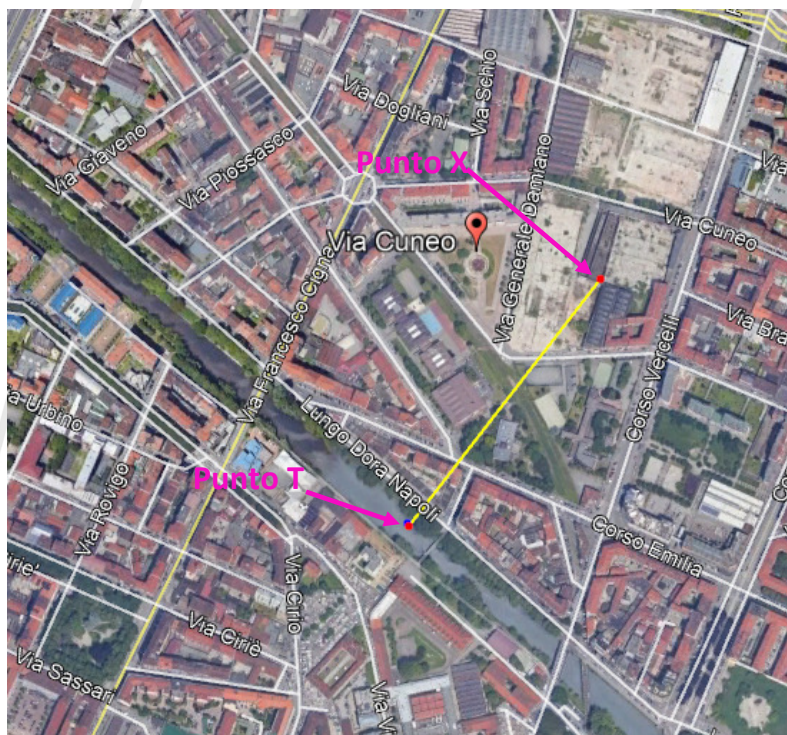 Via Dogliani
Via Schio
Via Giaveno
Via Piossasco
Punto X
Via Cuneo
Via Generale Damiano
Via Cuneo
Via Francesco Cigna
Via Bra
Corso Vercelli
Lungo Dora Napoli
Urbino
Punto T
Via Rovigo
Corso Emilia
Via Cirio
Via Ciriè
Via Sassari